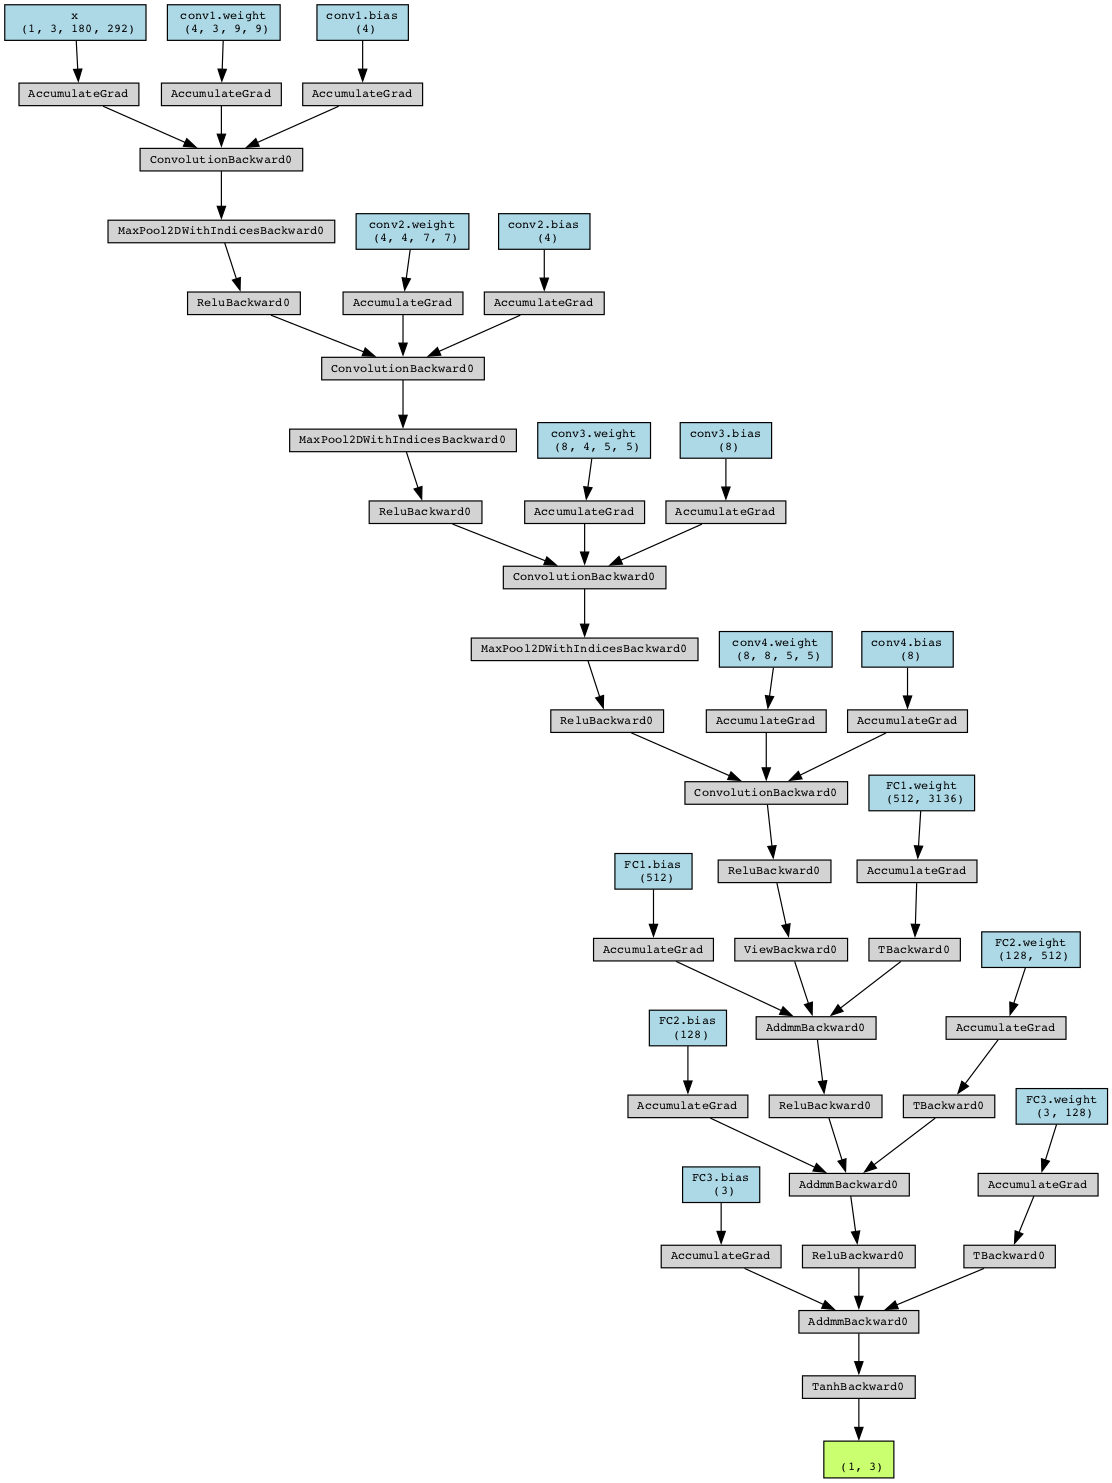 x
(1, 3, 180, 292)
conv1.weight
(4, 3, 9, 9)
conv1.bias
(4)
AccumulateGrad
AccumulateGrad
AccumulateGrad
ConvolutionBackward0
MaxPool2DWithIndicesBackward0
conv2.weight
(4, 4, 7, 7)
conv2.bias
(4)
ReluBackward0
AccumulateGrad
AccumulateGrad
ConvolutionBackward0
MaxPool2DWithIndicesBackward0
conv3.weight
(8, 4, 5, 5)
conv3.bias
(8)
ReluBackward0
AccumulateGrad
AccumulateGrad
ConvolutionBackward0
MaxPool2DWithIndicesBackward0
conv4.weight
(8, 8, 5, 5)
conv4.bias
(8)
ReluBackward0
AccumulateGrad
AccumulateGrad
ConvolutionBackward0
FC1.weight
(512, 3136)
FC1.bias
(512)
ReluBackward0
AccumulateGrad
AccumulateGrad
ViewBackward0
TBackward0
FC2.weight
(128, 512)
FC2.bias
(128)
AddmmBackward0
AccumulateGrad
AccumulateGrad
ReluBackward0
TBackward0
FC3.weight
(3, 128)
FC3.bias
(3)
AddmmBackward0
AccumulateGrad
AccumulateGrad
ReluBackward0
TBackward0
AddmmBackward0
TanhBackward0
(1, 3)